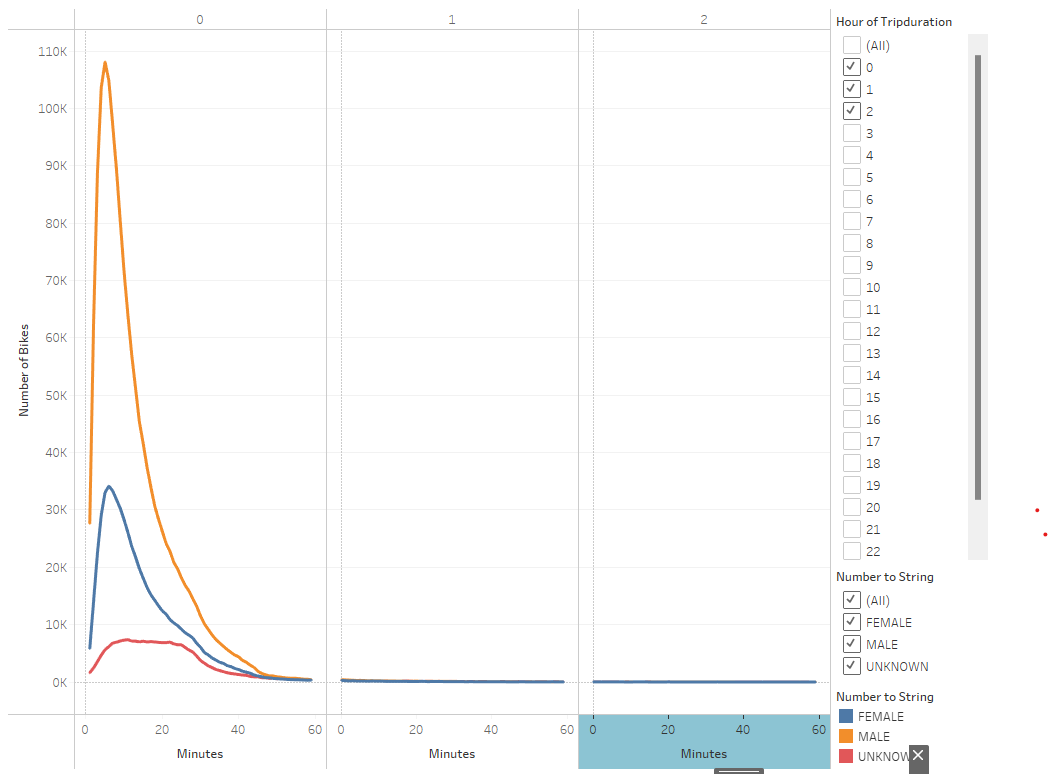 0 1 2
110K
100K
90K
80K
70K
60K
50K
40K
30K
20K
10K
0K
Number of Bikes
0 20 40 60 0 20 40 60 0 20 40 60
Minutes Minutes Minutes
Hour of Tripduration
(All)
0
1
2
3
4
5
6
7
8
9
10
11
12
13
14
15
16
17
18
19
20
21
22
Number to String
(All)
FEMALE
MALE
UNKNOWN
Number to String
FEMALE
MALE
UNKNOW